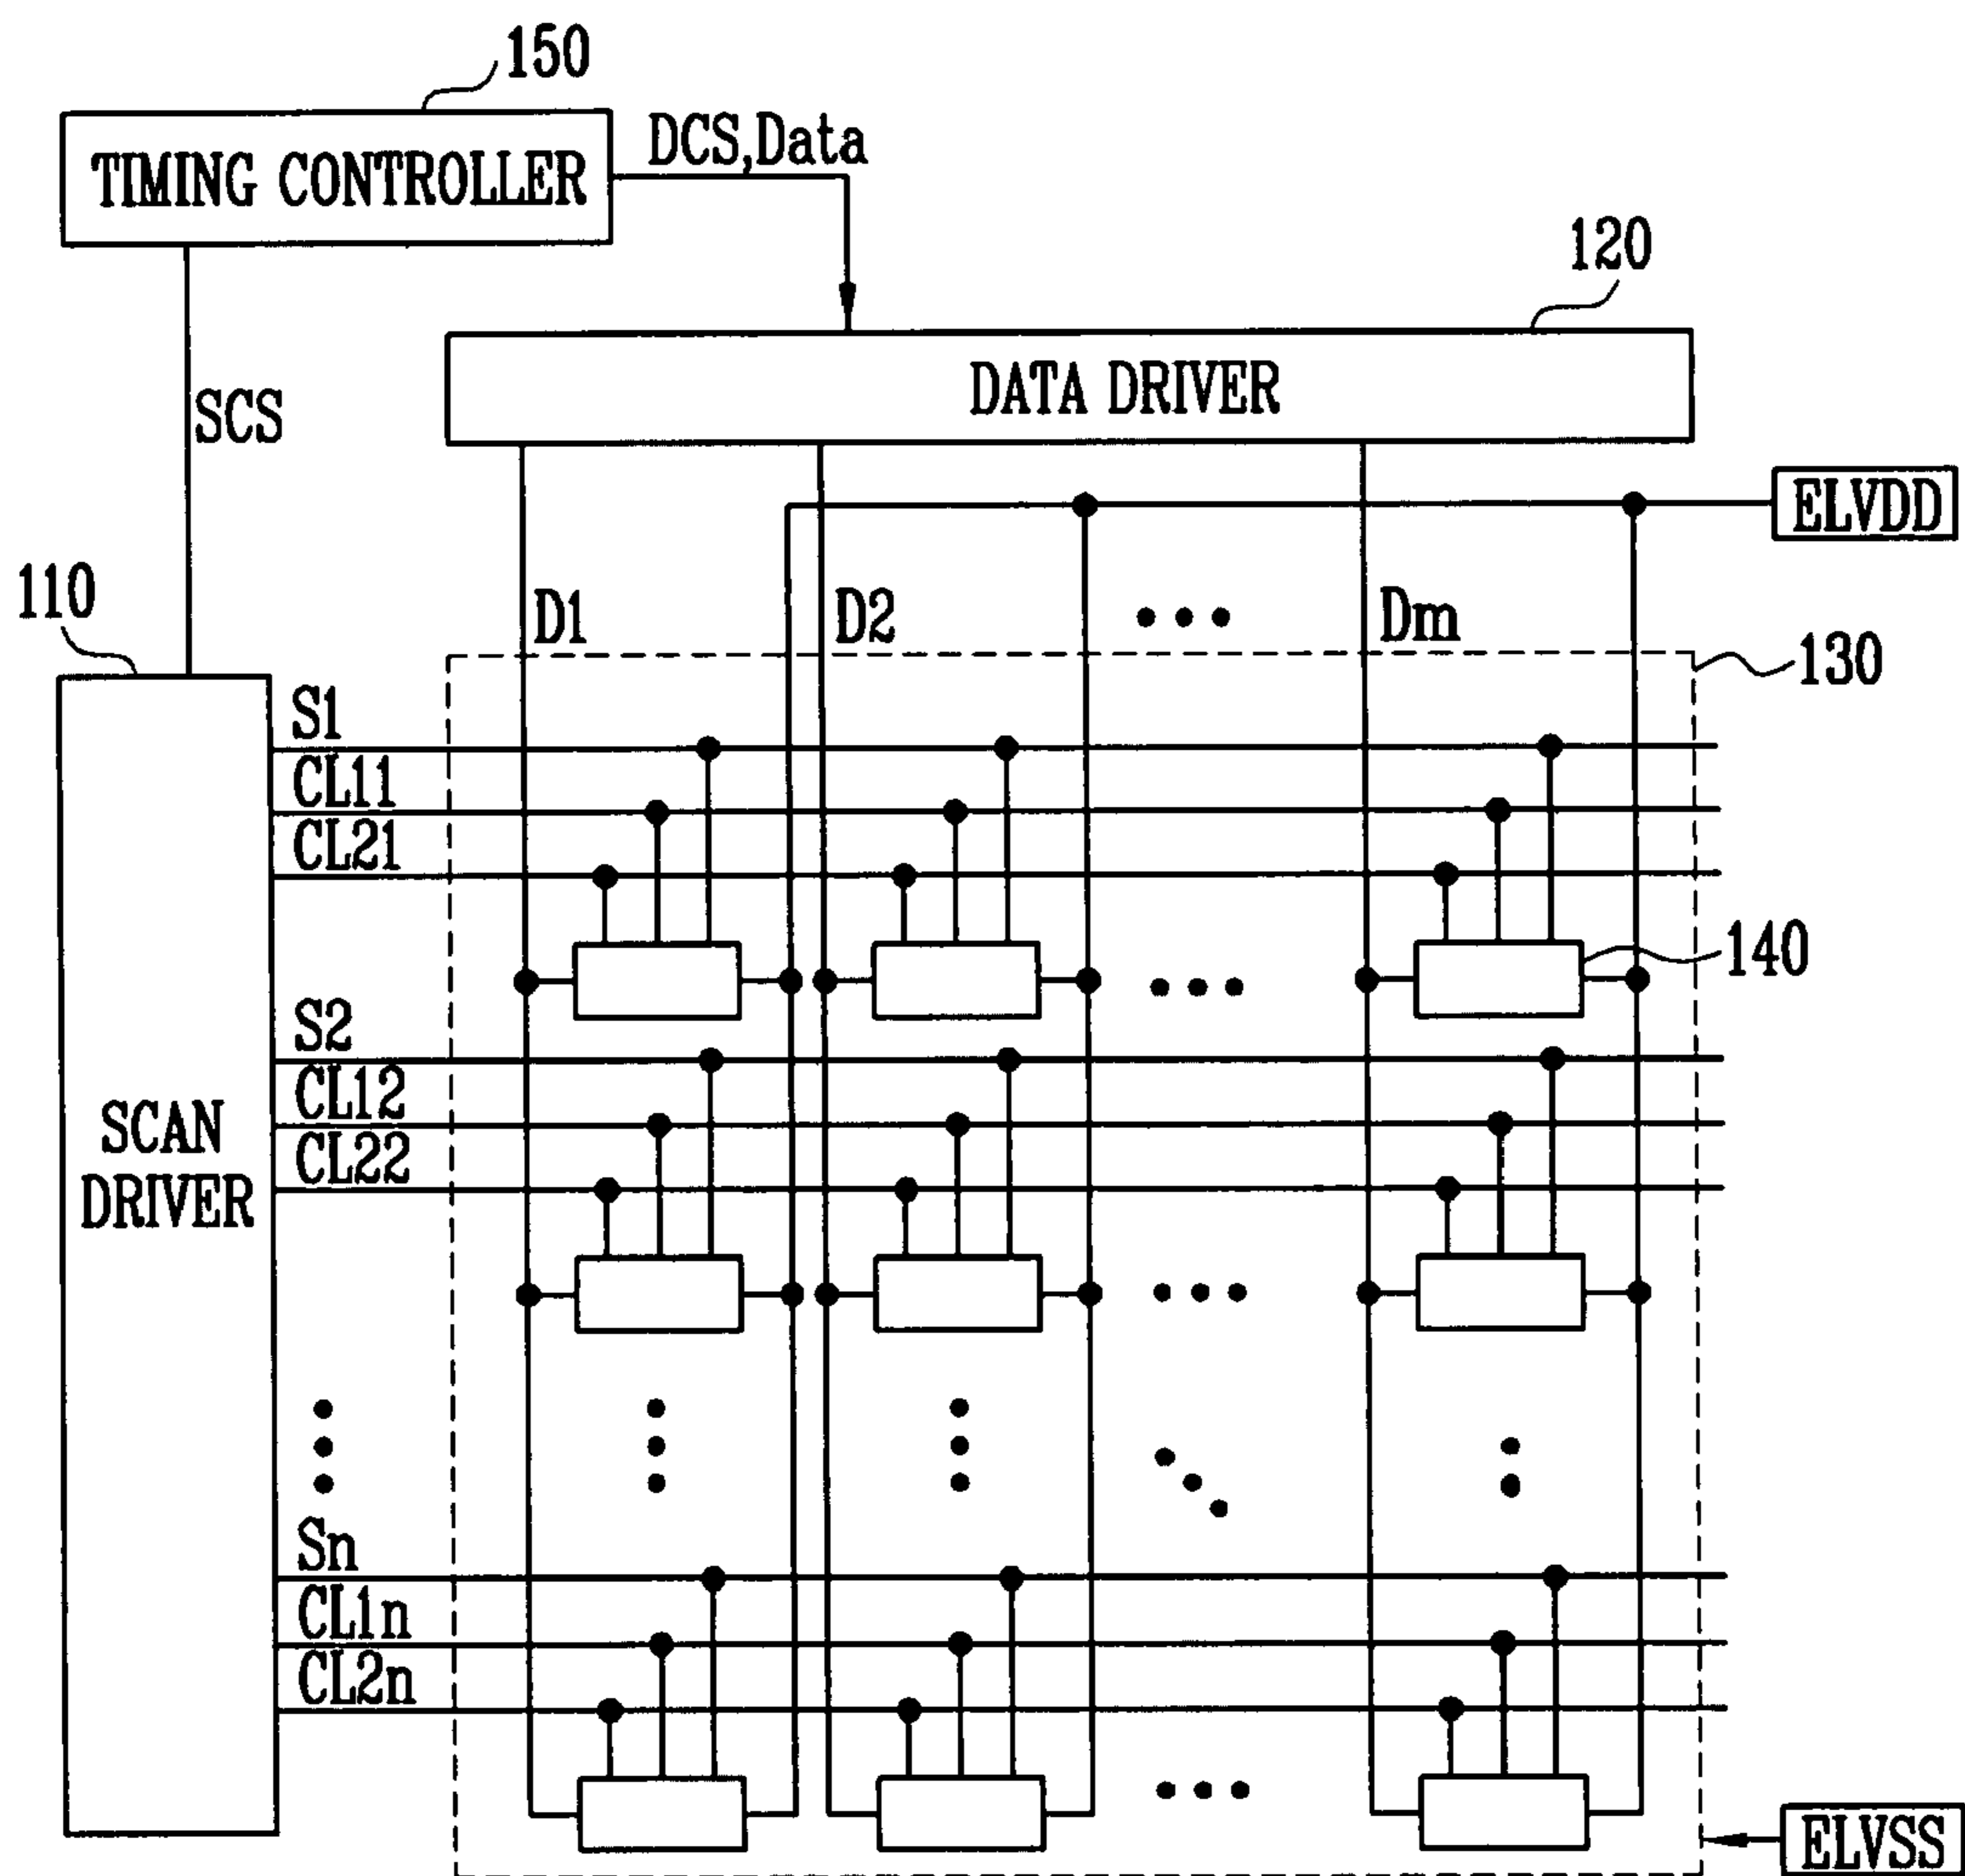 150
TIMING CONTROLLER
DCS,Data
120
DATA DRIVER
SCS
ELVDD
110
D1
D2
Dm
130
S1
CL11
CL21
140
S2
CL12
CL22
SCAN
DRIVER
Sn
CL1n
CL2n
ELVSS